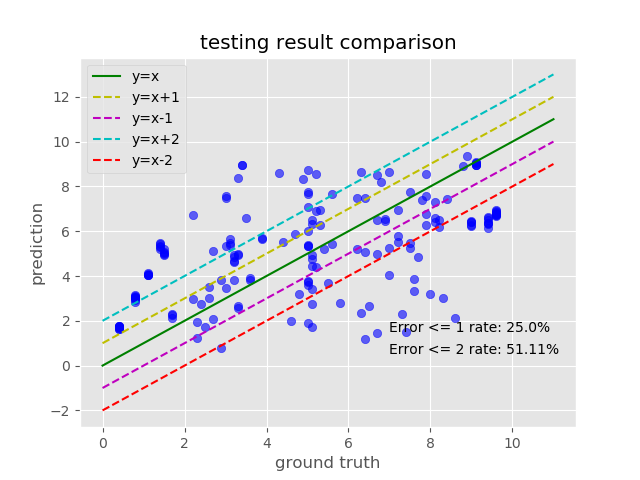 testing result comparison
y=x
y=x+1
y=x-1
y=x+2
y=x-2
12
10
8
6
4
2
0
−2
prediction
Error <= 1 rate: 25.0%
Error <= 2 rate: 51.11%
0 2 4 6 8 10
ground truth